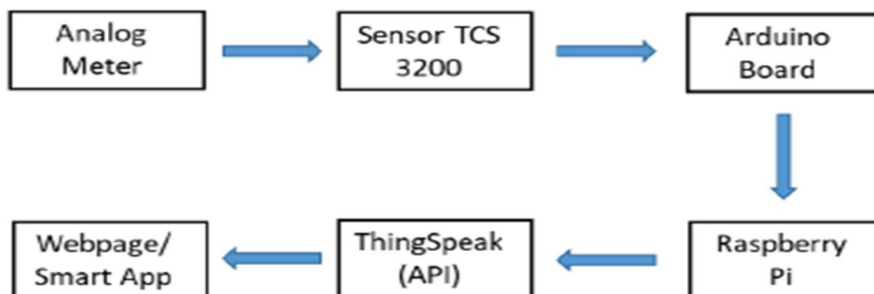 Analog
Meter
Sensor TCS
3200
Arduino
Board
Raspberry
Pi
ThingSpeak
(API)
Webpage/
Smart App